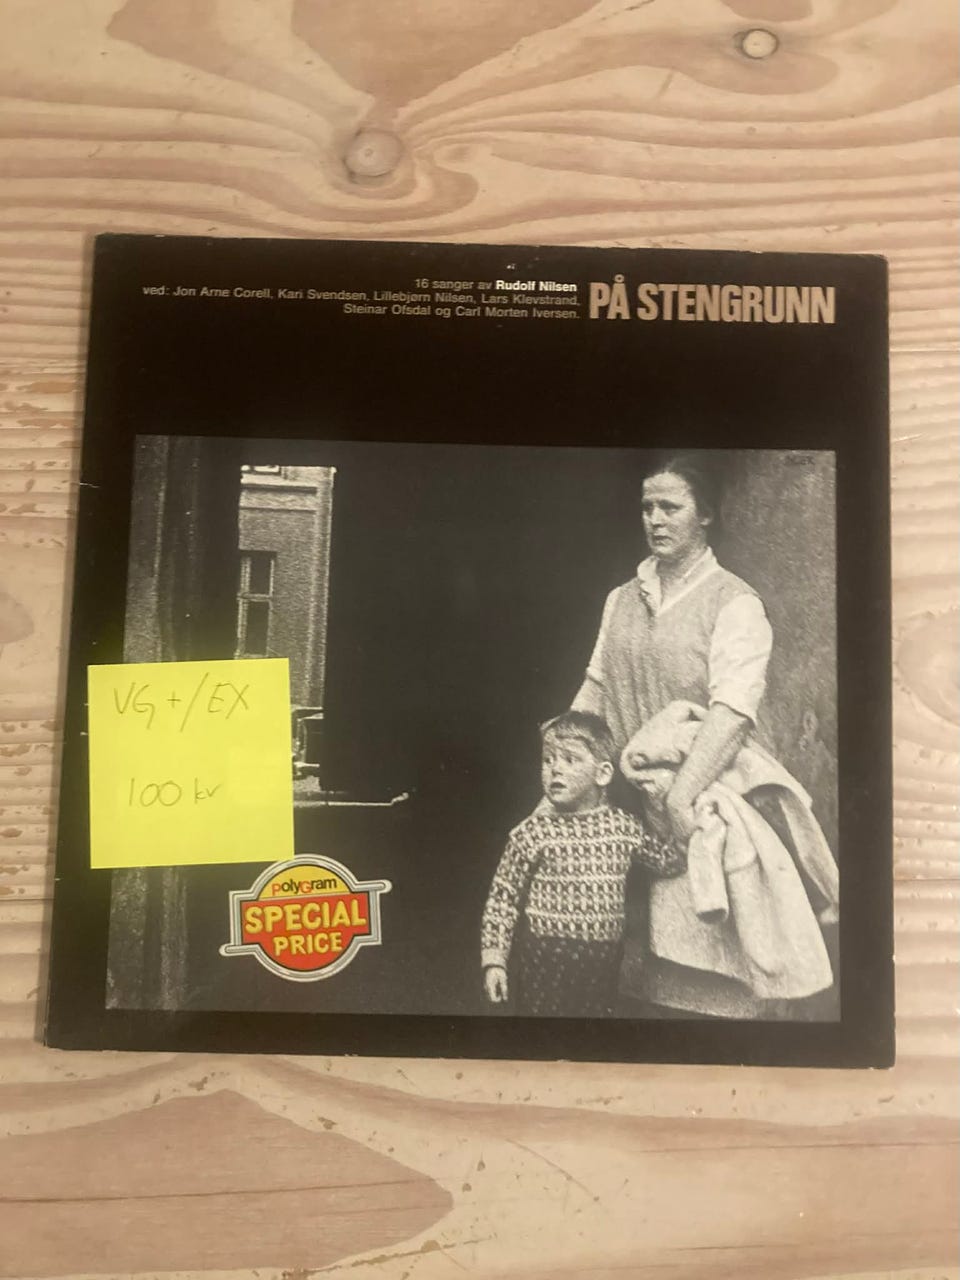 16 sanger av Rudolf Nilsen
ved: Jon Arne Corell, Kari Svendsen, Lillebjørn Nilsen, Lars Klevstrand,
Steinar Ofsdal og Carl Morten Iversen.
PÅ STENGRUNN
VG+/EX
100 kr
polyGram
SPECIAL
PRICE